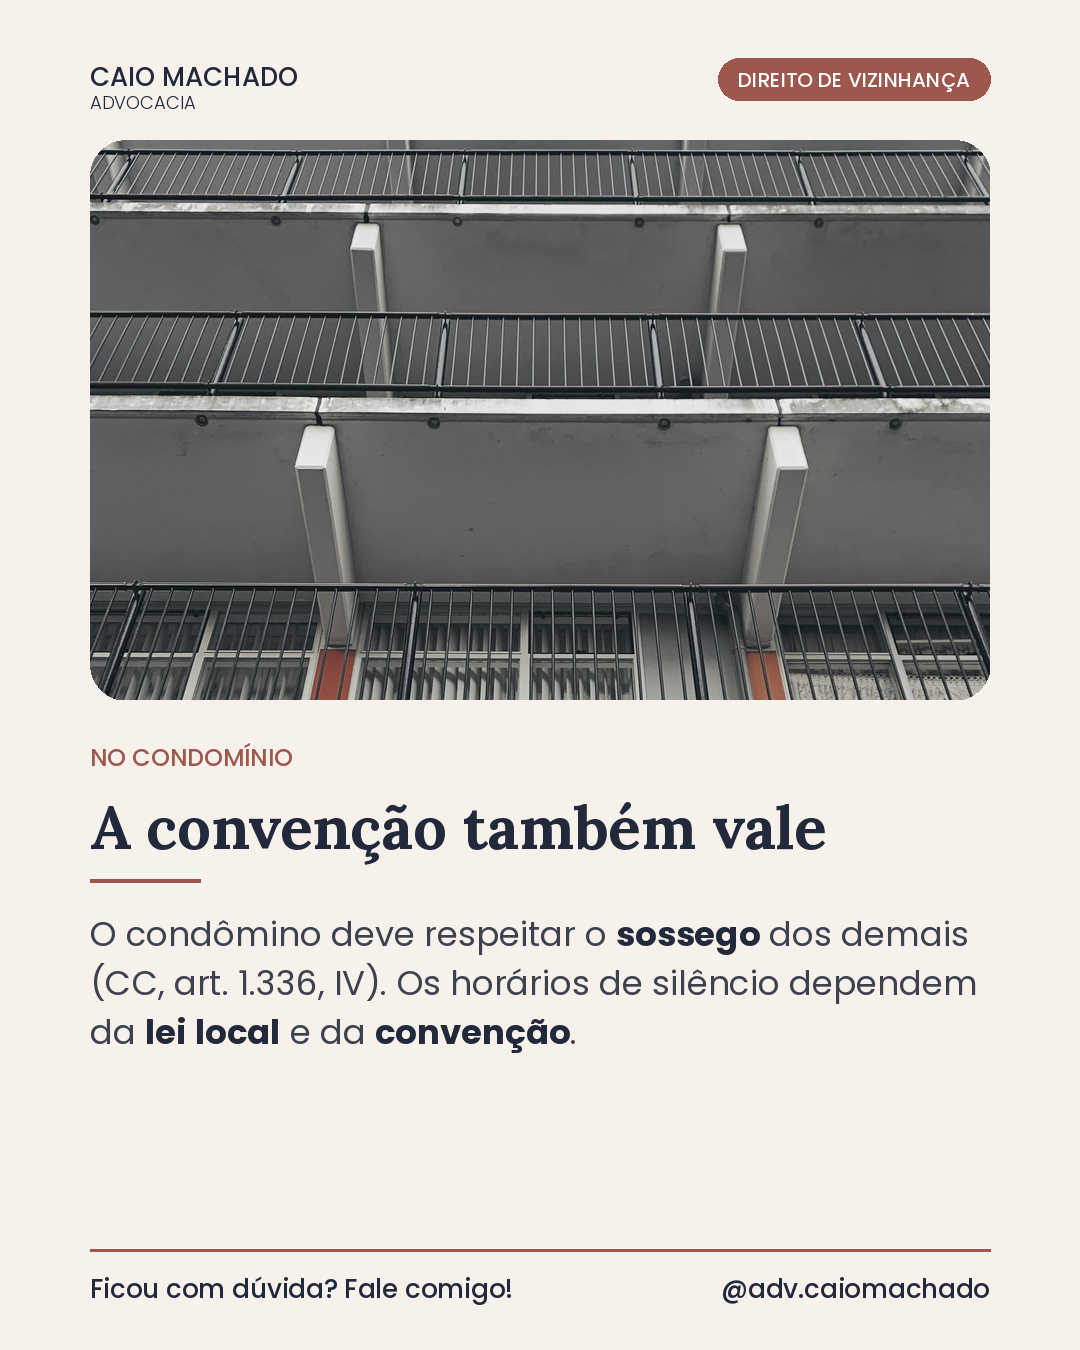 CAIO MACHADO
ADVOCACIA
DIREITO DE VIZINHANÇA
NO CONDOMÍNIO
A convenção também vale
O condômino deve respeitar o sossego dos demais
(CC, art. 1.336, IV). Os horários de silêncio dependem
da lei local e da convenção.
Ficou com dúvida? Fale comigo!
@adv.caiomachado